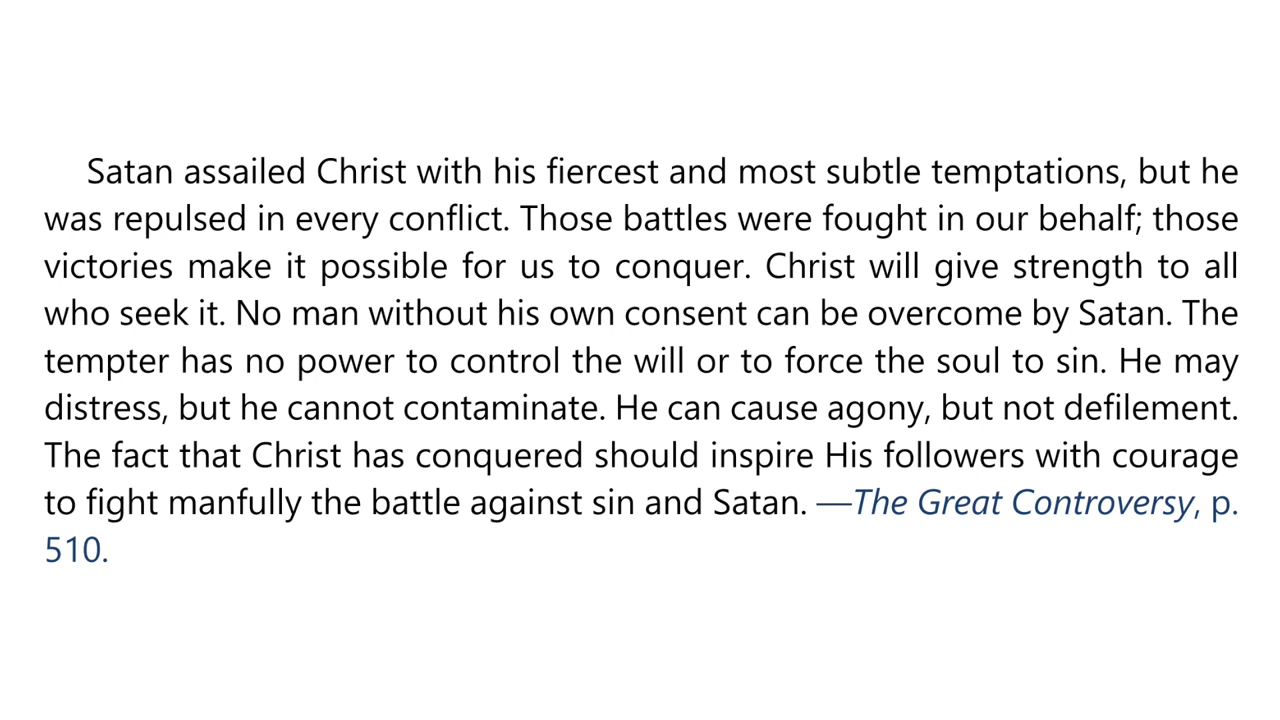 Satan assailed Christ with his fiercest and most subtle temptations, but he
was repulsed in every conflict. Those battles were fought in our behalf; those
victories make it possible for us to conquer. Christ will give strength to all
who seek it. No man without his own consent can be overcome by Satan. The
tempter has no power to control the will or to force the soul to sin. He may
distress, but he cannot contaminate. He can cause agony, but not defilement.
The fact that Christ has conquered should inspire His followers with courage
to fight manfully the battle against sin and Satan. —The Great Controversy, p.
510.